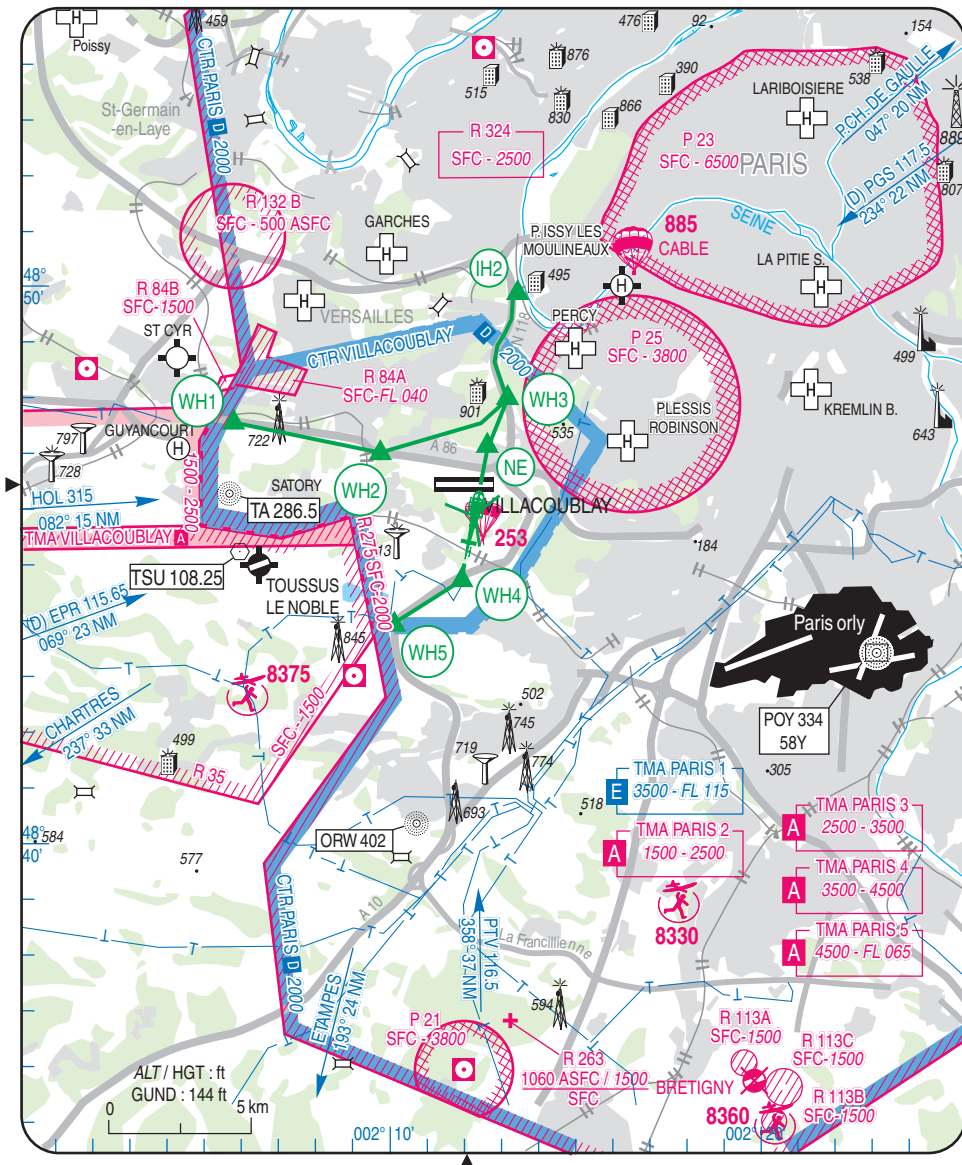 459
Poissy
476
92
154
876
515
830
390
866
538
889
807
LARIBOISIERE
P.CH.-DE GAULLE
047° 20 NM
CTR PARIS D 2000
St-Germain
-en-Laye
R 324
SFC - 2500
P 23
SFC - 6500
PARIS
(D) PGS 117.5
234° 22 NM
R 132 B
SFC - 500 ASFC
GARCHES
P. ISSY LES
MOULINEAUX
885
CABLE
SEINE
LA PITIE S.
IH2
495
48°
50'
R 84B
SFC-1500
ST CYR
VERSAILLES
N 118
PERCY
P 25
SFC - 3800
499
CTR VILLACOUBLAY
D
2000
R 84A
SFC-FL 040
901
WH1
WH3
535
PLESSIS
ROBINSON
KREMLIN B.
643
GUYANCOURT
797
728
722
A 86
NE
WH2
SATORY
TA 286.5
HOL 315
082° 15 NM
1500 - 2500
VILLACOUBLAY
253
TMA VILLACOUBLAY A
R 275 SFC-2000
13
184
TSU 108.25
TOUSSUS
LE NOBLE
WH4
WH5
(D) EPR 115.65
069° 23 NM
845
Paris orly
8375
CHARTRES
237° 33 NM
SFC - 1500
502
745
POY 334
58Y
499
R 35
719
774
305
TMA PARIS 1
E
3500 - FL 115
693
518
TMA PARIS 2
A
1500 - 2500
TMA PARIS 3
A
2500 - 3500
48°
40'
584
ORW 402
577
TMA PARIS 4
A
3500 - 4500
8330
A 10
TMA PARIS 5
A
4500 - FL 065
La Francilienne
PTV 116.5
358° 37 NM
CTR PARIS D 2000
ETAMPES
193° 24 NM
594
P 21
SFC -3800
R 263
1060 ASFC / 1500
SFC
R 113A
SFC-1500
R 113C
SFC-1500
BRETIGNY
R 113B
SFC-1500
8360
ALT / HGT : ft
GUND : 144 ft
0
5 km
002° 10'
002° 20'